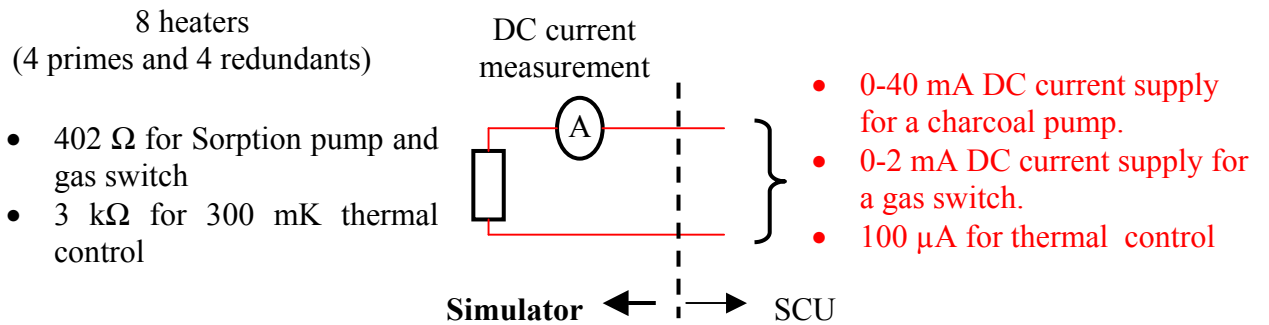 8 heaters
(4 primes and 4 redundants)
• 402 Ω for Sorption pump and
gas switch
• 3 kΩ for 300 mK thermal
control
DC current
measurement
A
• 0-40 mA DC current supply
for a charcoal pump.
• 0-2 mA DC current supply for
a gas switch.
• 100 µA for thermal control
Simulator
SCU